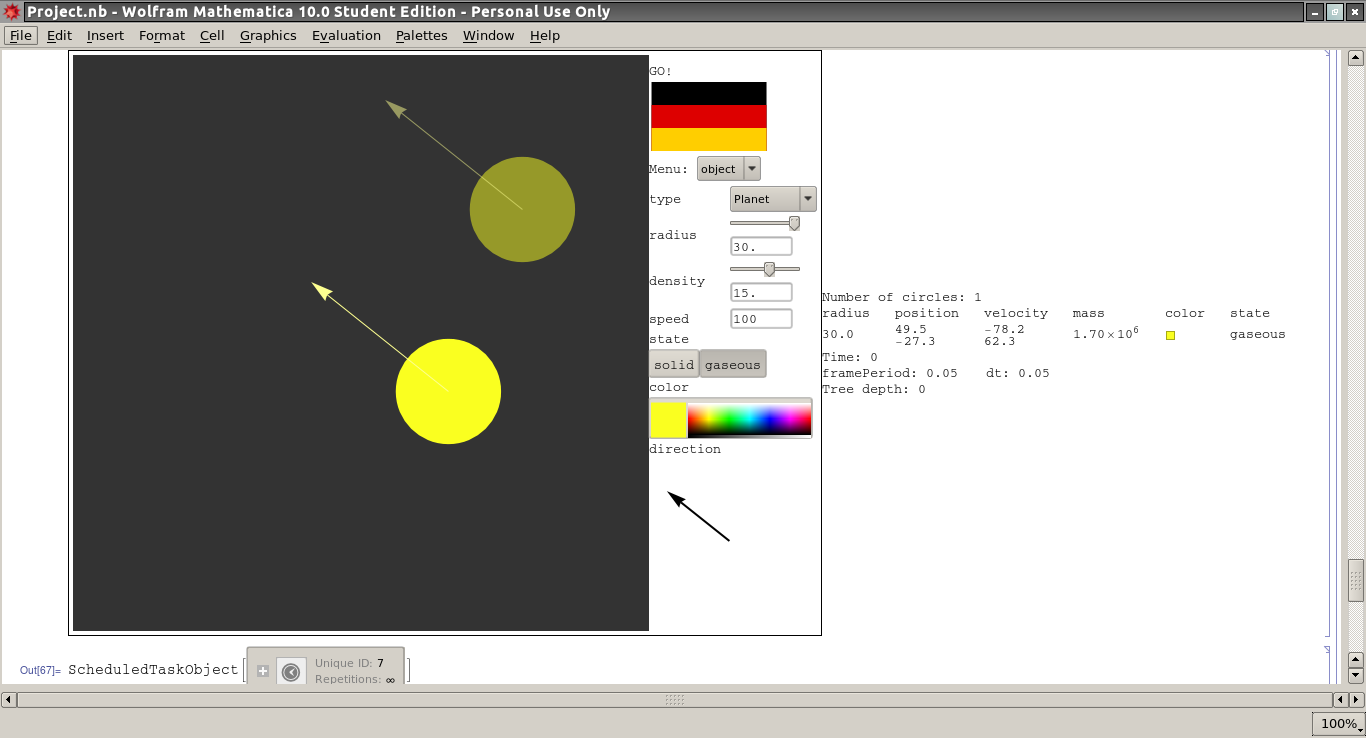 Project.nb - Wolfram Mathematica 10.0 Student Edition - Personal Use Only
File Edit Insert Format Cell Graphics Evaluation Palettes Window Help
GO!
Menu: object
type Planet
radius
30.
density
15.
speed 100
state
solid gaseous
color
direction
Number of circles: 1
radius position velocity mass color state
30.0 49.5 -27.3 -78.2 62.3 1.70×10⁶ gaseous
Time: 0
framePeriod: 0.05 dt: 0.05
Tree depth: 0
Out[67]= ScheduledTaskObject[
Unique ID: 7
Repetitions: ∞
]
100%